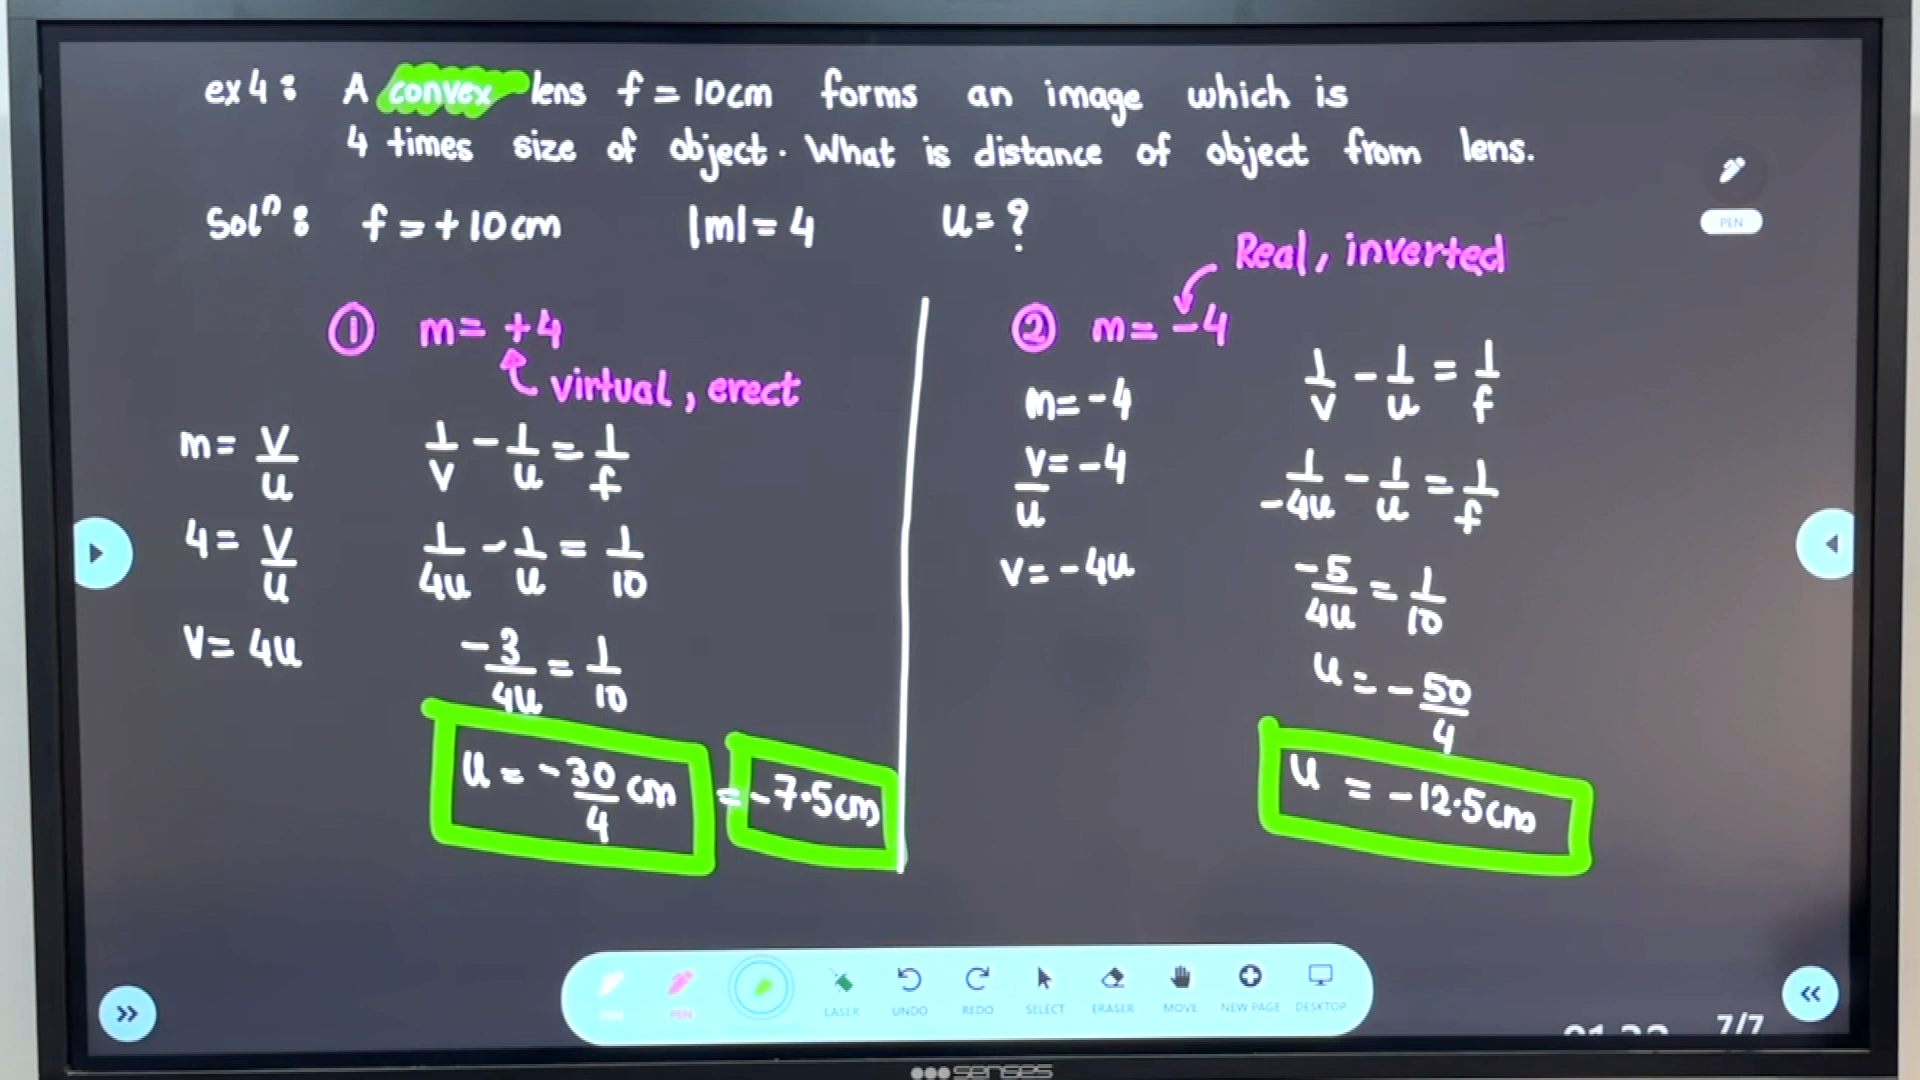 ex 4 : A convex lens f = 10cm forms an image which is
4 times size of object. What is distance of object from lens.
Solⁿ : f = +10cm |m| = 4 u = ?
① m = +4
virtual, erect
m = v/u
4 = v/u
v = 4u
1/v - 1/u = 1/f
1/4u - 1/u = 1/10
-3/4u = 1/10
u = -30/4 cm = -7.5cm
Real, inverted
② m = -4
m = -4
v/u = -4
v = -4u
1/v - 1/u = 1/f
1/-4u - 1/u = 1/f
-5/4u = 1/10
u = -50/4
u = -12.5cm
PEN
PEN PEN LASER UNDO REDO SELECT ERASER MOVE NEW PAGE DESKTOP
7/7
senses